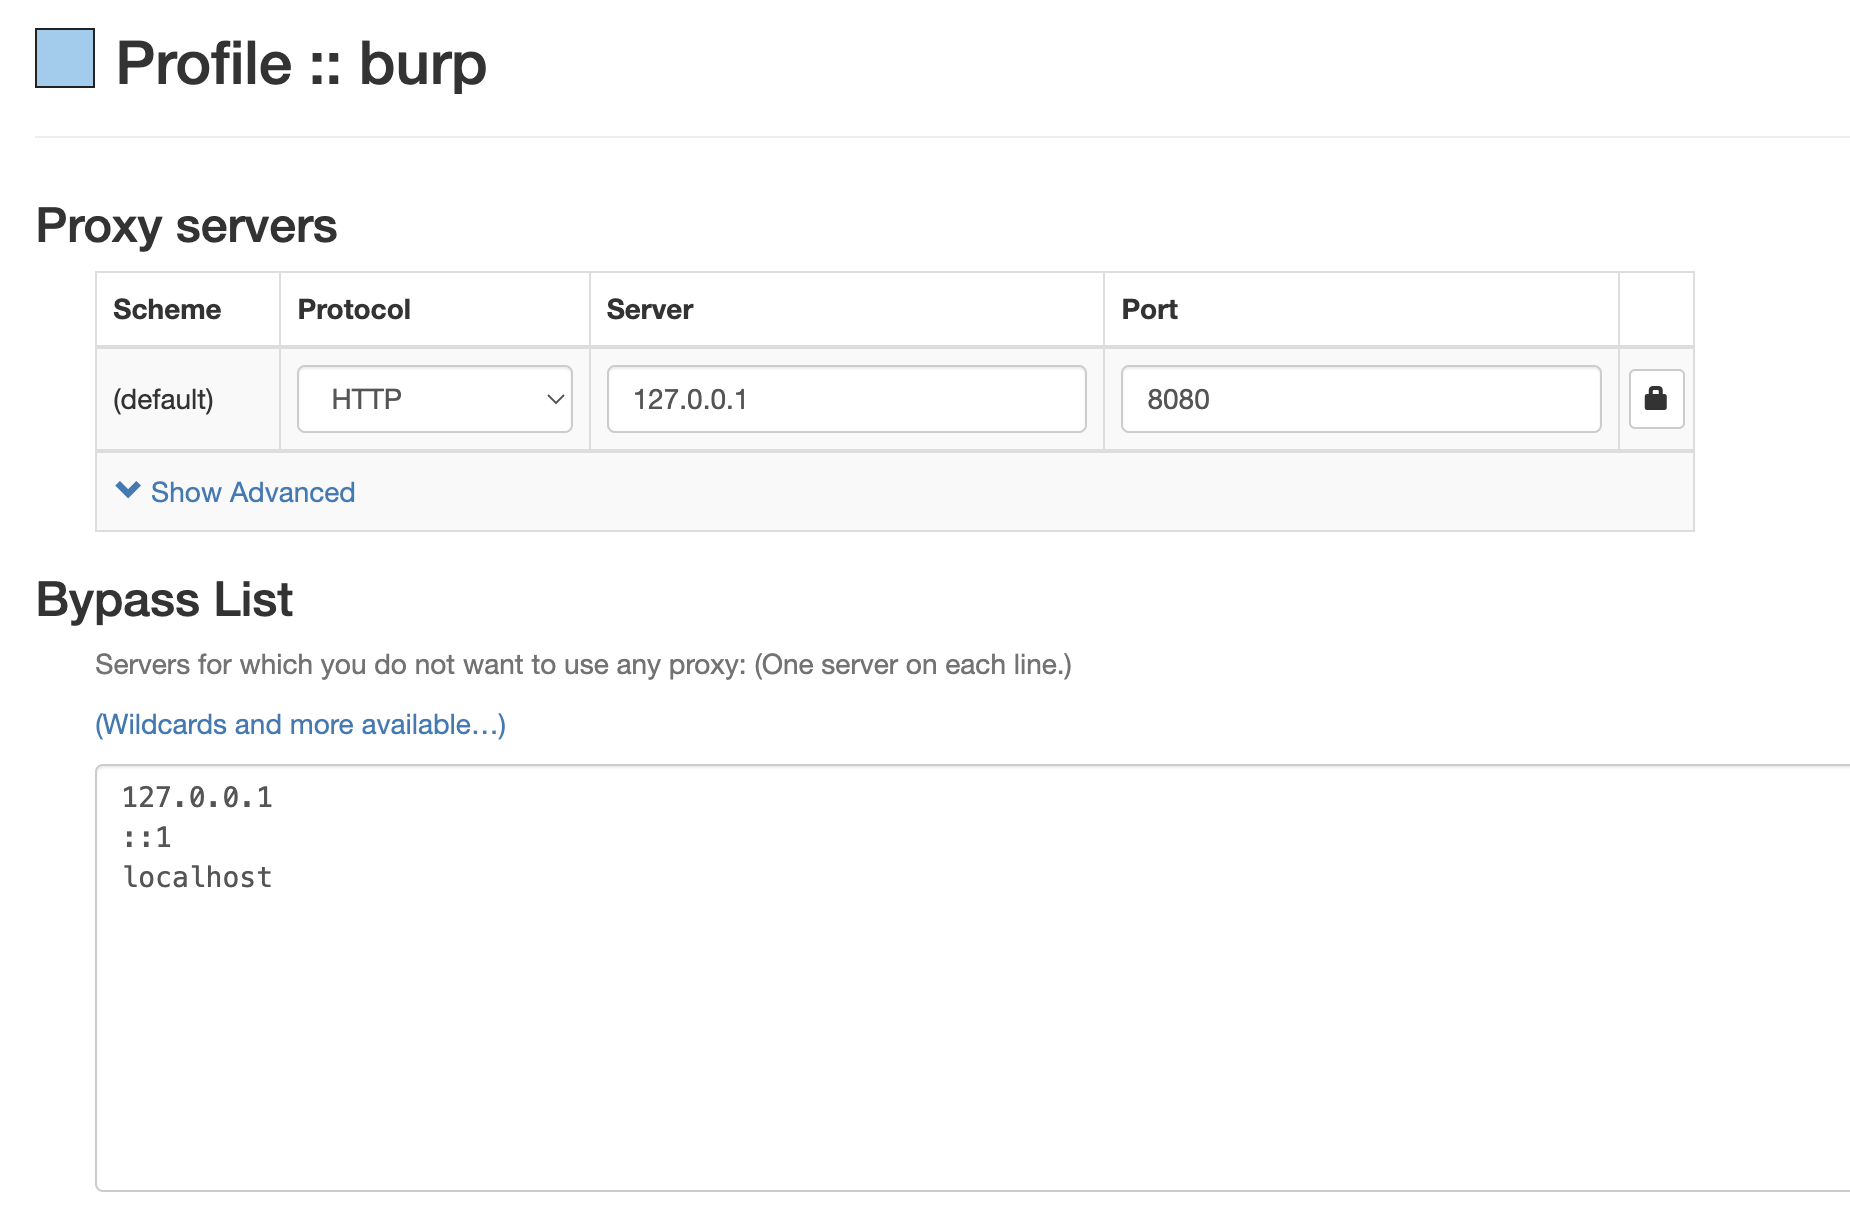 Profile :: burp
Proxy servers
Scheme Protocol Server Port
(default) HTTP 127.0.0.1 8080
Show Advanced
Bypass List
Servers for which you do not want to use any proxy: (One server on each line.)
(Wildcards and more available…)
127.0.0.1
::1
localhost